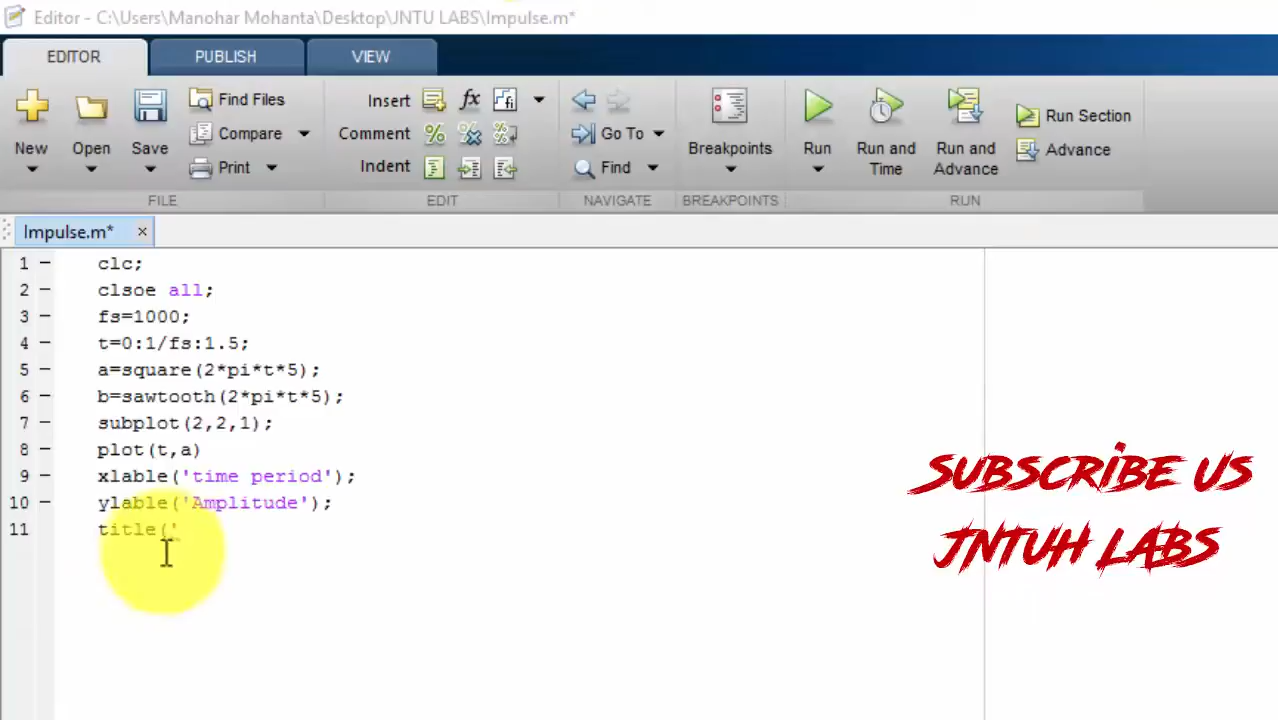 Editor - C:\Users\Manohar Mohanta\Desktop\JNTU LABS\Impulse.m*
EDITOR PUBLISH VIEW
New Open Save Find Files Compare Print
Insert fx fi
Comment % %
Indent
Go To Find
Breakpoints
Run Run and Time Run and Advance Run Section Advance
FILE EDIT NAVIGATE BREAKPOINTS RUN
Impulse.m* ×
1 – clc;
2 – clsoe all;
3 – fs=1000;
4 – t=0:1/fs:1.5;
5 – a=square(2*pi*t*5);
6 – b=sawtooth(2*pi*t*5);
7 – subplot(2,2,1);
8 – plot(t,a)
9 – xlable('time period');
10 – ylable('Amplitude');
11 title('
SUBSCRIBE US
JNTUH LABS